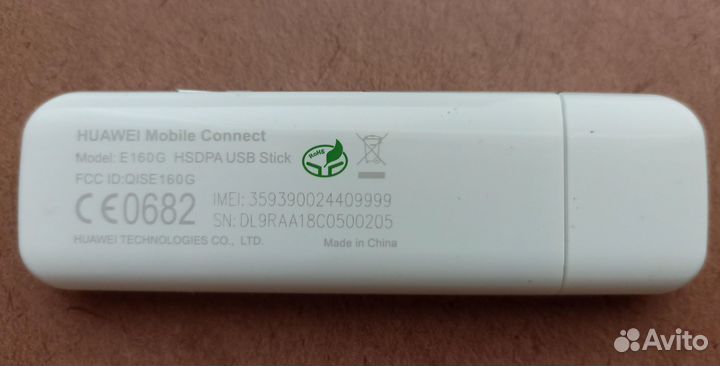 HUAWEI Mobile Connect
Model: E160G HSDPA USB Stick
RoHS
FCC ID:QISE160G
CE0682
IMEI: 359390024409999
SN: DL9RAA18C0500205
HUAWEI TECHNOLOGIES CO., LTD.
Made in China
Avito